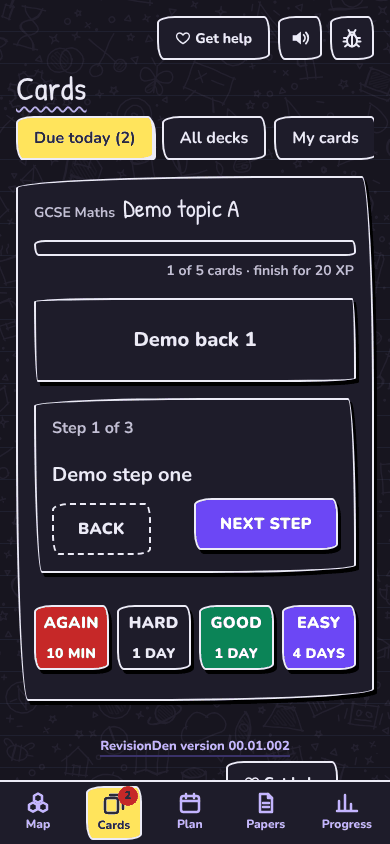 Get help
Cards
Due today (2)
All decks
My cards
GCSE Maths Demo topic A
1 of 5 cards · finish for 20 XP
Demo back 1
Step 1 of 3
Demo step one
BACK
NEXT STEP
AGAIN
10 MIN
HARD
1 DAY
GOOD
1 DAY
EASY
4 DAYS
RevisionDen version 00.01.002
Map
2
Cards
Plan
Papers
Progress